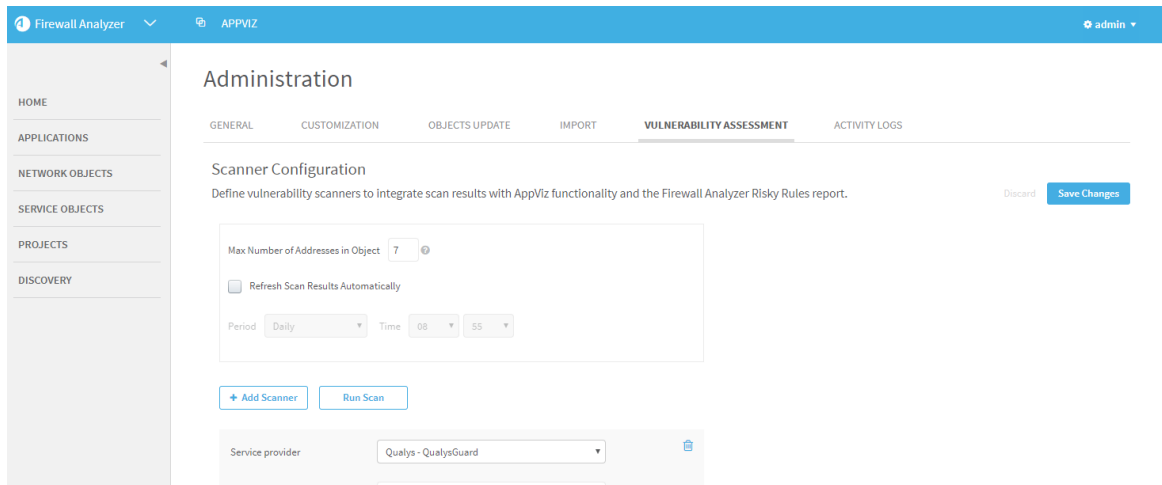 Firewall Analyzer
APPVIZ
admin
Administration
HOME
APPLICATIONS
NETWORK OBJECTS
SERVICE OBJECTS
PROJECTS
DISCOVERY
GENERAL CUSTOMIZATION OBJECTS UPDATE IMPORT VULNERABILITY ASSESSMENT ACTIVITY LOGS
Scanner Configuration
Define vulnerability scanners to integrate scan results with AppViz functionality and the Firewall Analyzer Risky Rules report.
Discard Save Changes
Max Number of Addresses in Object 7 ?
Refresh Scan Results Automatically
Period Daily Time 08 55
+ Add Scanner Run Scan
Service provider Qualys - QualysGuard